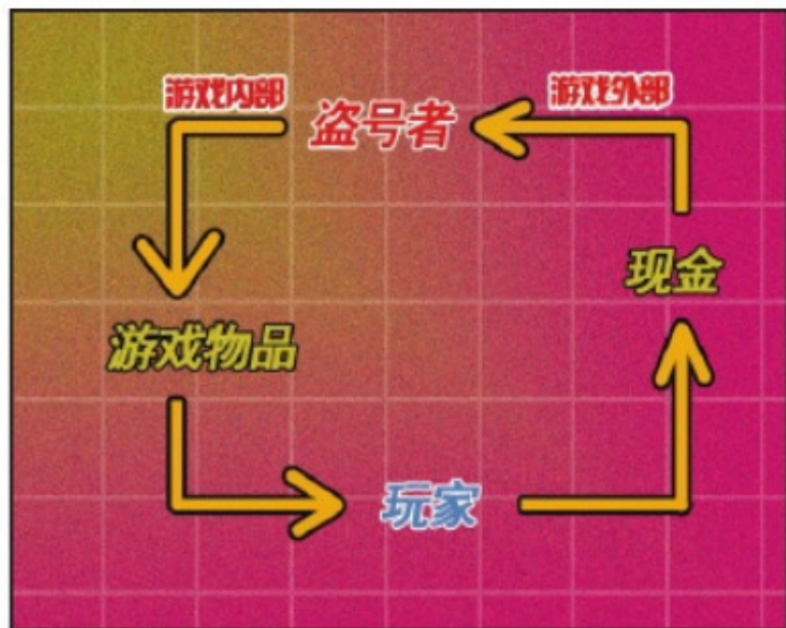 游戏内部
游戏外部
盗号者
现金
游戏物品
玩家